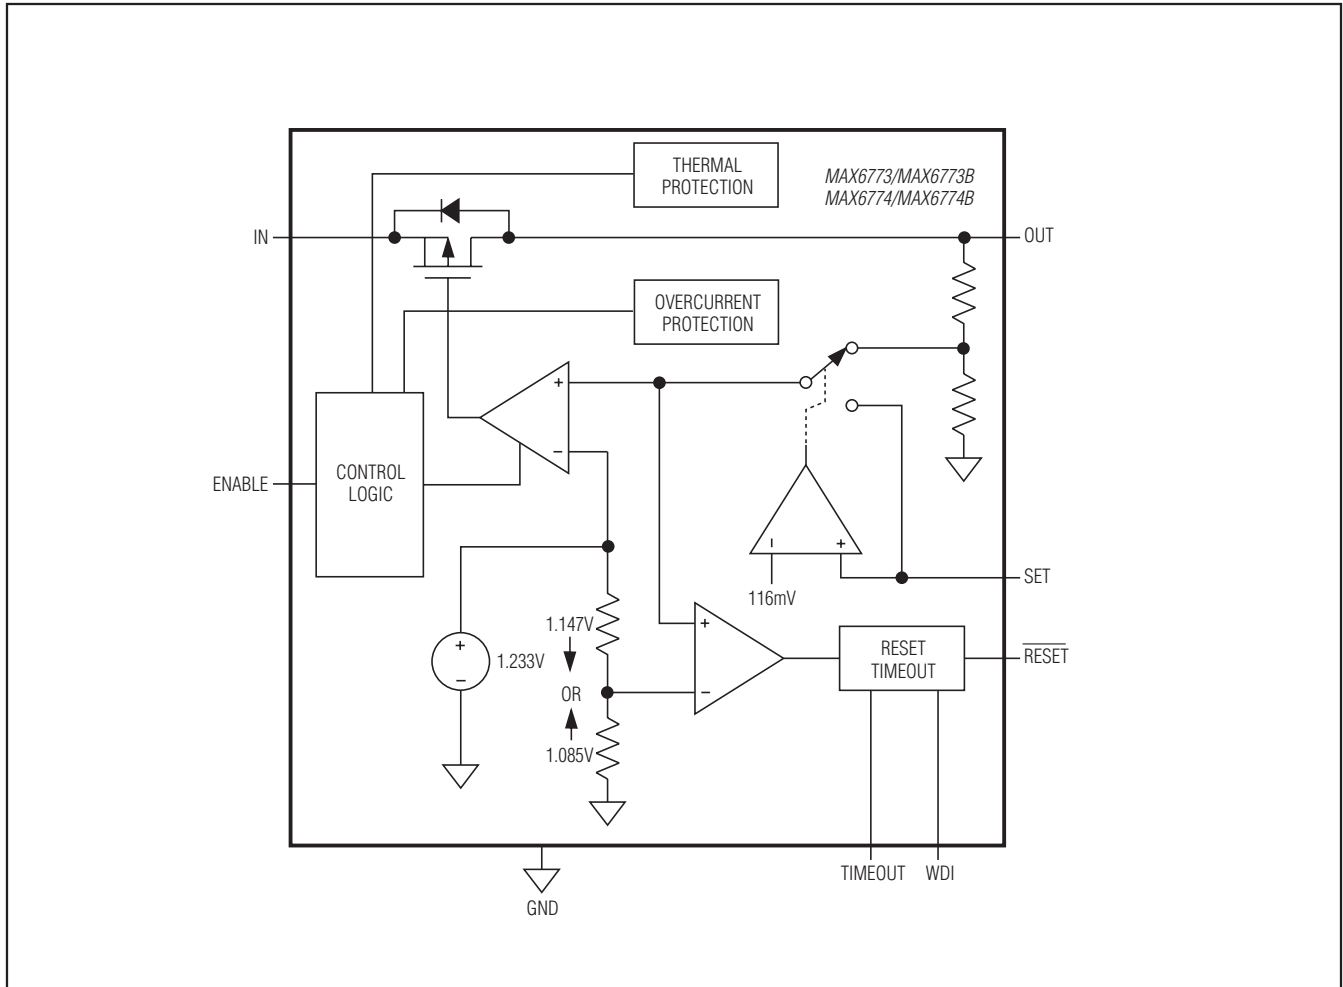 THERMAL
PROTECTION
MAX6773/MAX6773B
MAX6774/MAX6774B
IN
OUT
OVERCURRENT
PROTECTION
+
−
CONTROL
LOGIC
ENABLE
−
+
116mV
SET
1.147V
+
−
1.233V
OR
1.085V
+
−
RESET
TIMEOUT
RESET
TIMEOUT
WDI
GND